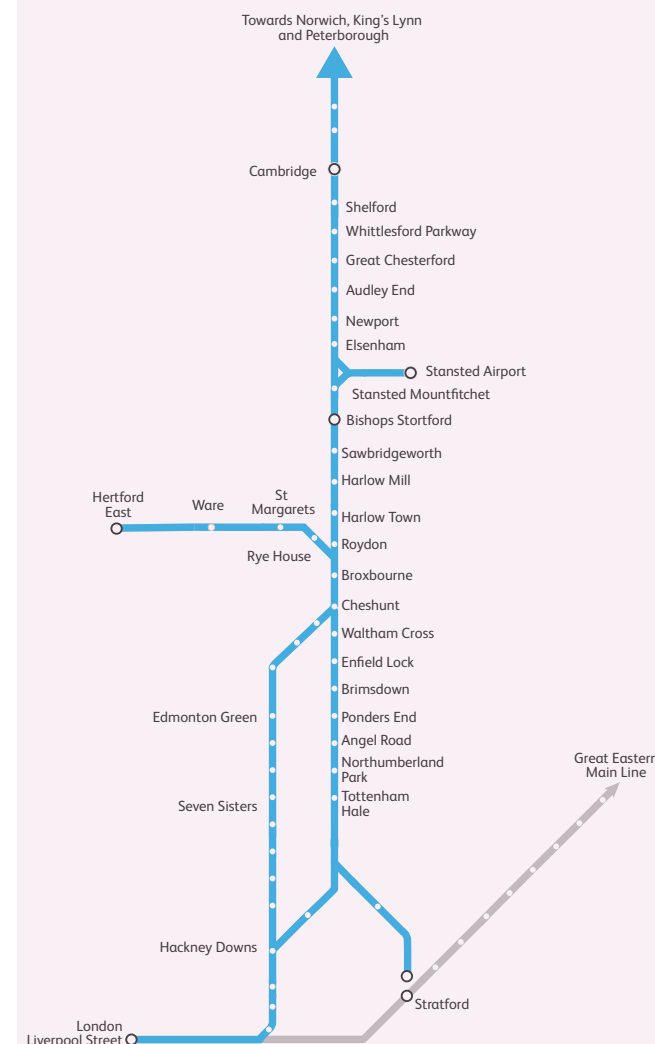 Towards Norwich, King's Lynn
and Peterborough
Cambridge
Shelford
Whittlesford Parkway
Great Chesterford
Audley End
Newport
Elsenham
Stansted Airport
Stansted Mountfitchet
Bishops Stortford
Sawbridgeworth
Harlow Mill
Hertford
East
Ware
St
Margarets
Harlow Town
Roydon
Rye House
Broxbourne
Cheshunt
Waltham Cross
Enfield Lock
Brimsdown
Edmonton Green
Ponders End
Angel Road
Northumberland
Park
Great Eastern
Main Line
Seven Sisters
Tottenham
Hale
Hackney Downs
Stratford
London
Liverpool Street